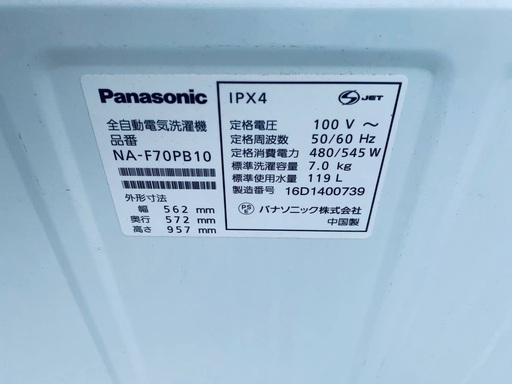 Panasonic
全自動電気洗濯機
品番
NA-F70PB10
外形寸法
幅 562 mm
奥行 572 mm
高さ 957 mm
IPX4
S JET
定格電圧 100 V ～
定格周波数 50/60 Hz
定格消費電力 480/545 W
標準洗濯容量 7.0 kg
標準使用水量 119 L
製造番号 16D1400739
PS E パナソニック株式会社
中国製